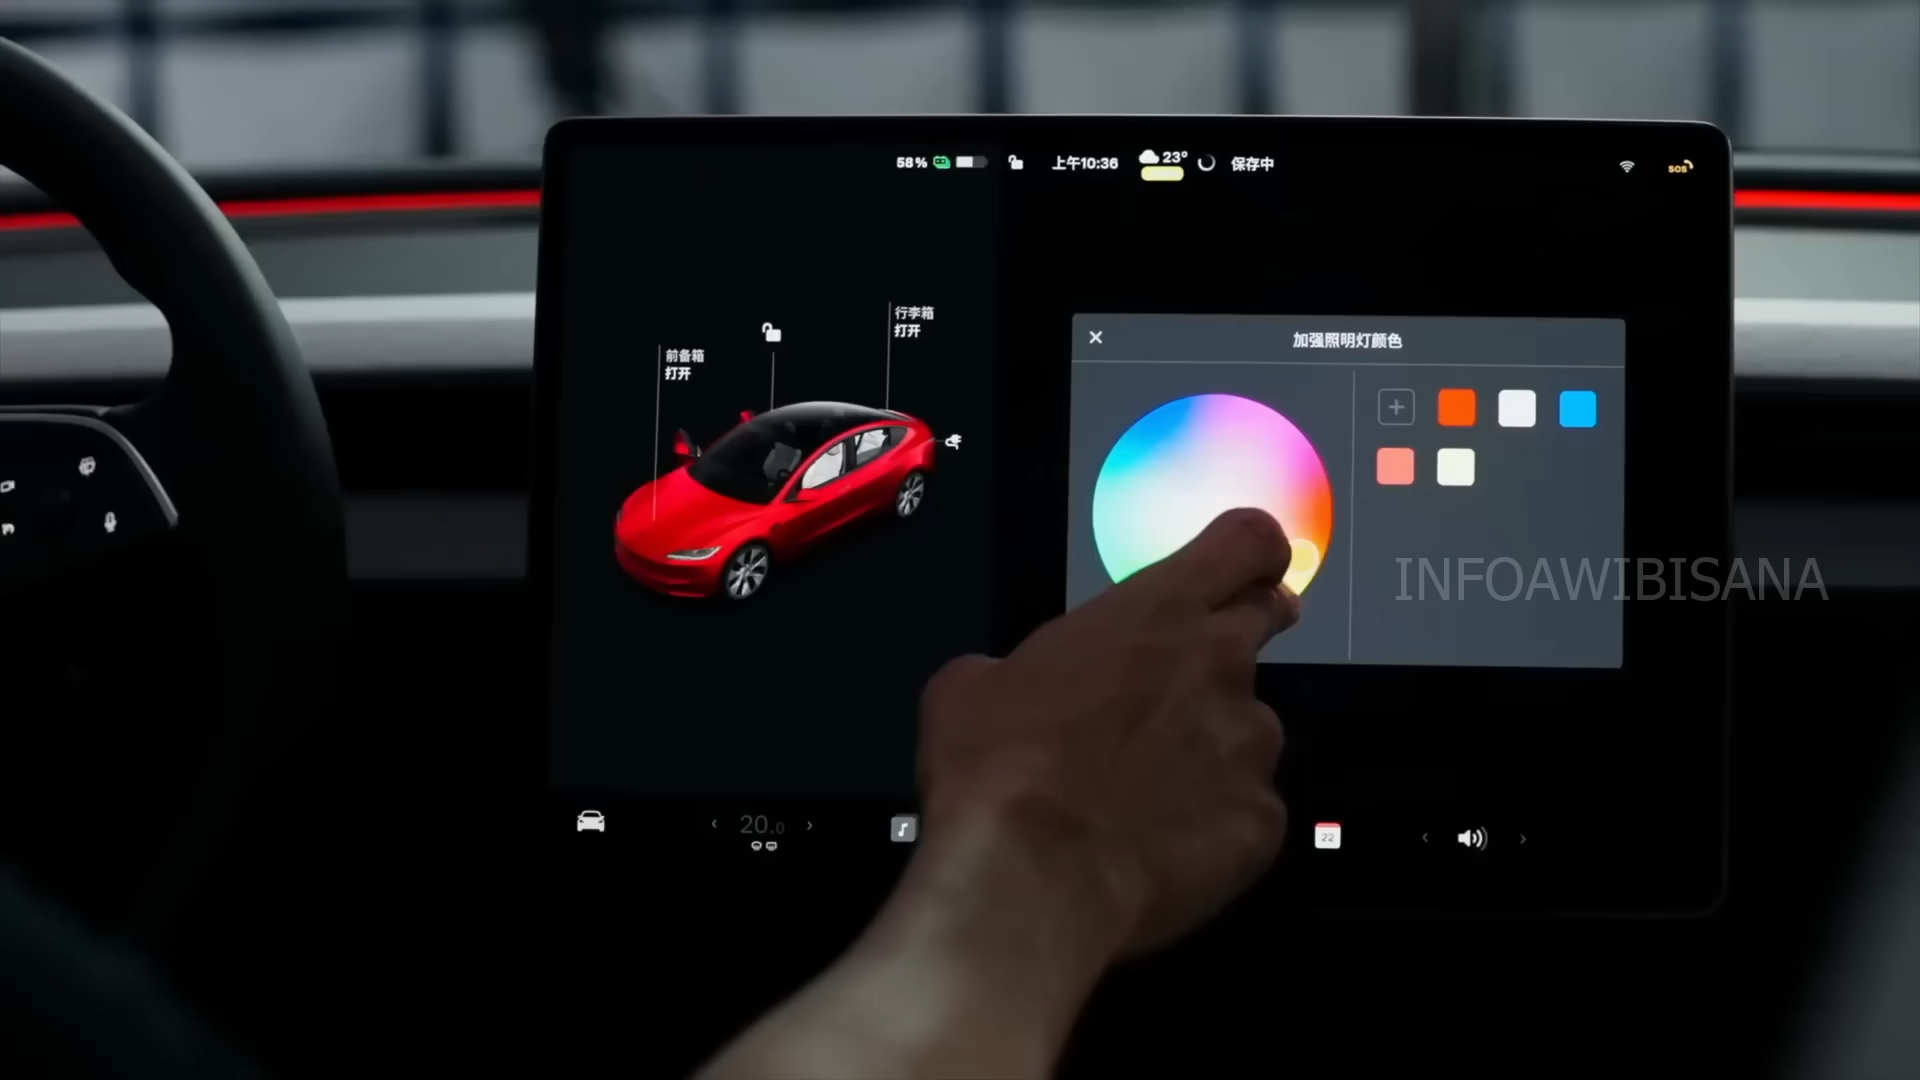 58%
上午10:36
23°
保存中
SOS
行李箱
打开
前备箱
打开
加强照明灯颜色
INFOAWIBISANA
20.0
22